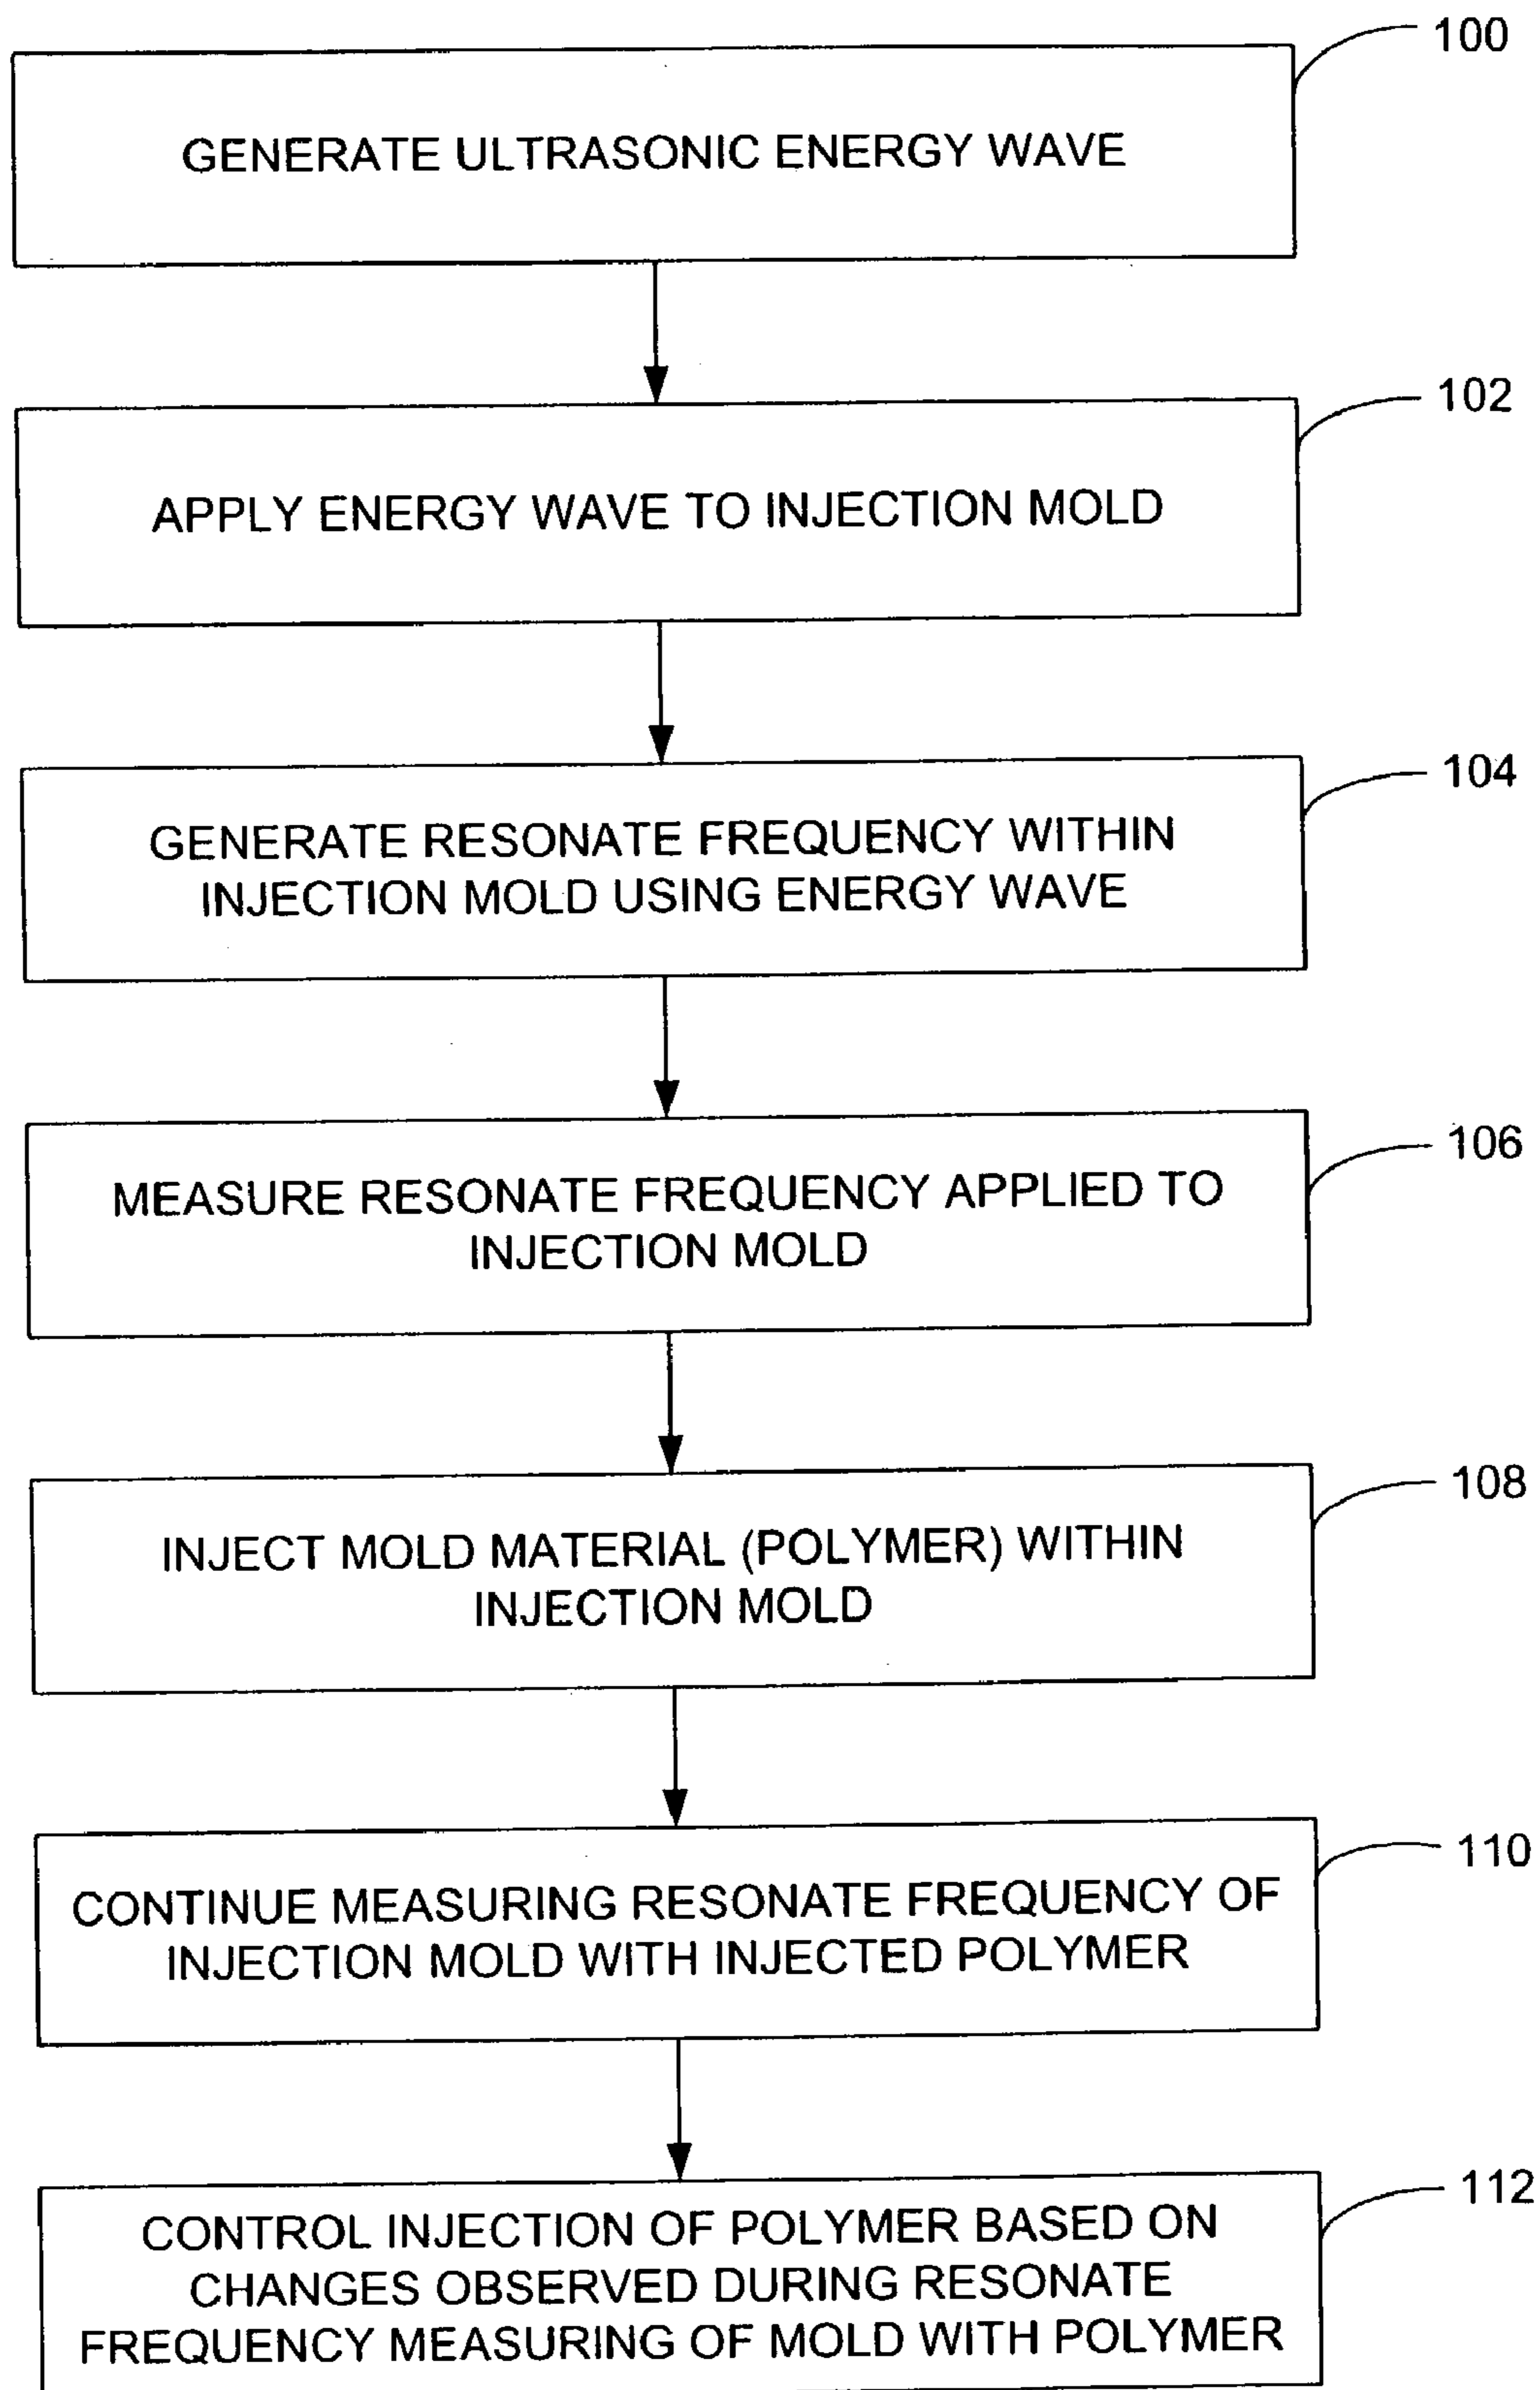 100
GENERATE ULTRASONIC ENERGY WAVE
102
APPLY ENERGY WAVE TO INJECTION MOLD
104
GENERATE RESONATE FREQUENCY WITHIN
INJECTION MOLD USING ENERGY WAVE
106
MEASURE RESONATE FREQUENCY APPLIED TO
INJECTION MOLD
108
INJECT MOLD MATERIAL (POLYMER) WITHIN
INJECTION MOLD
110
CONTINUE MEASURING RESONATE FREQUENCY OF
INJECTION MOLD WITH INJECTED POLYMER
112
CONTROL INJECTION OF POLYMER BASED ON
CHANGES OBSERVED DURING RESONATE
FREQUENCY MEASURING OF MOLD WITH POLYMER